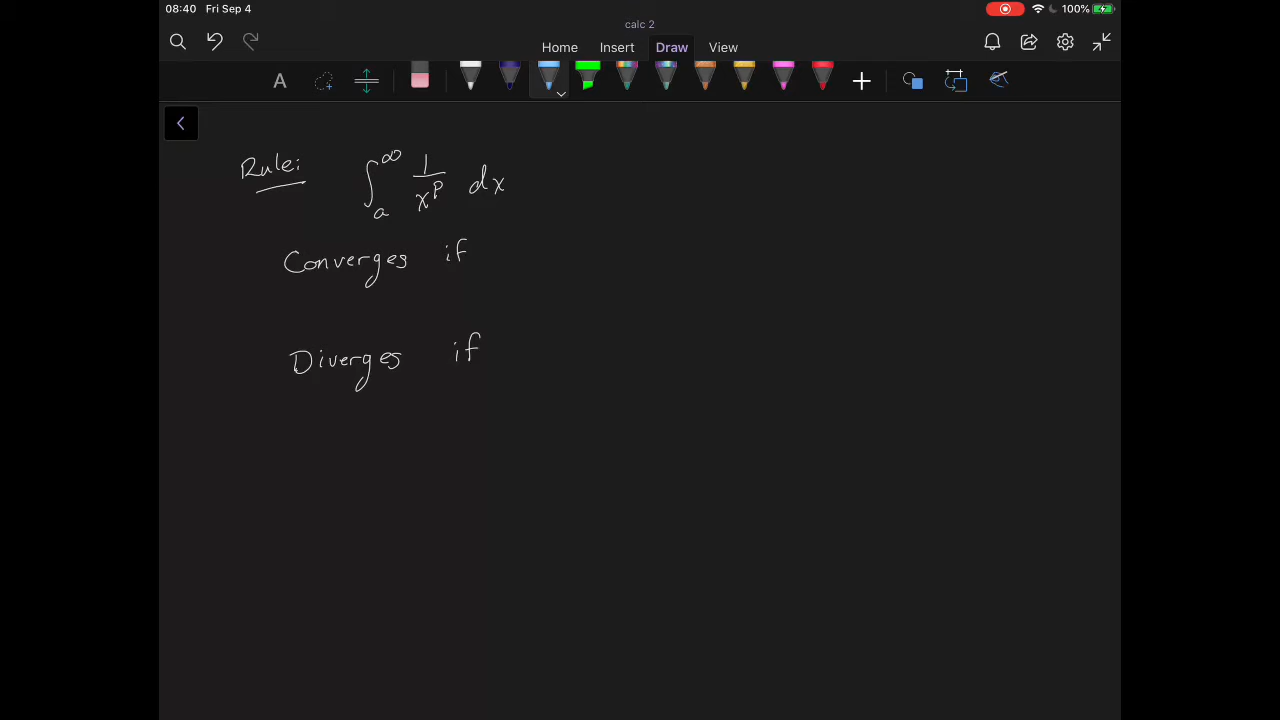 08:40 Fri Sep 4 100%
calc 2
Home Insert Draw View
A
Rule: ∫_a^∞ 1/x^p dx
Converges if
Diverges if